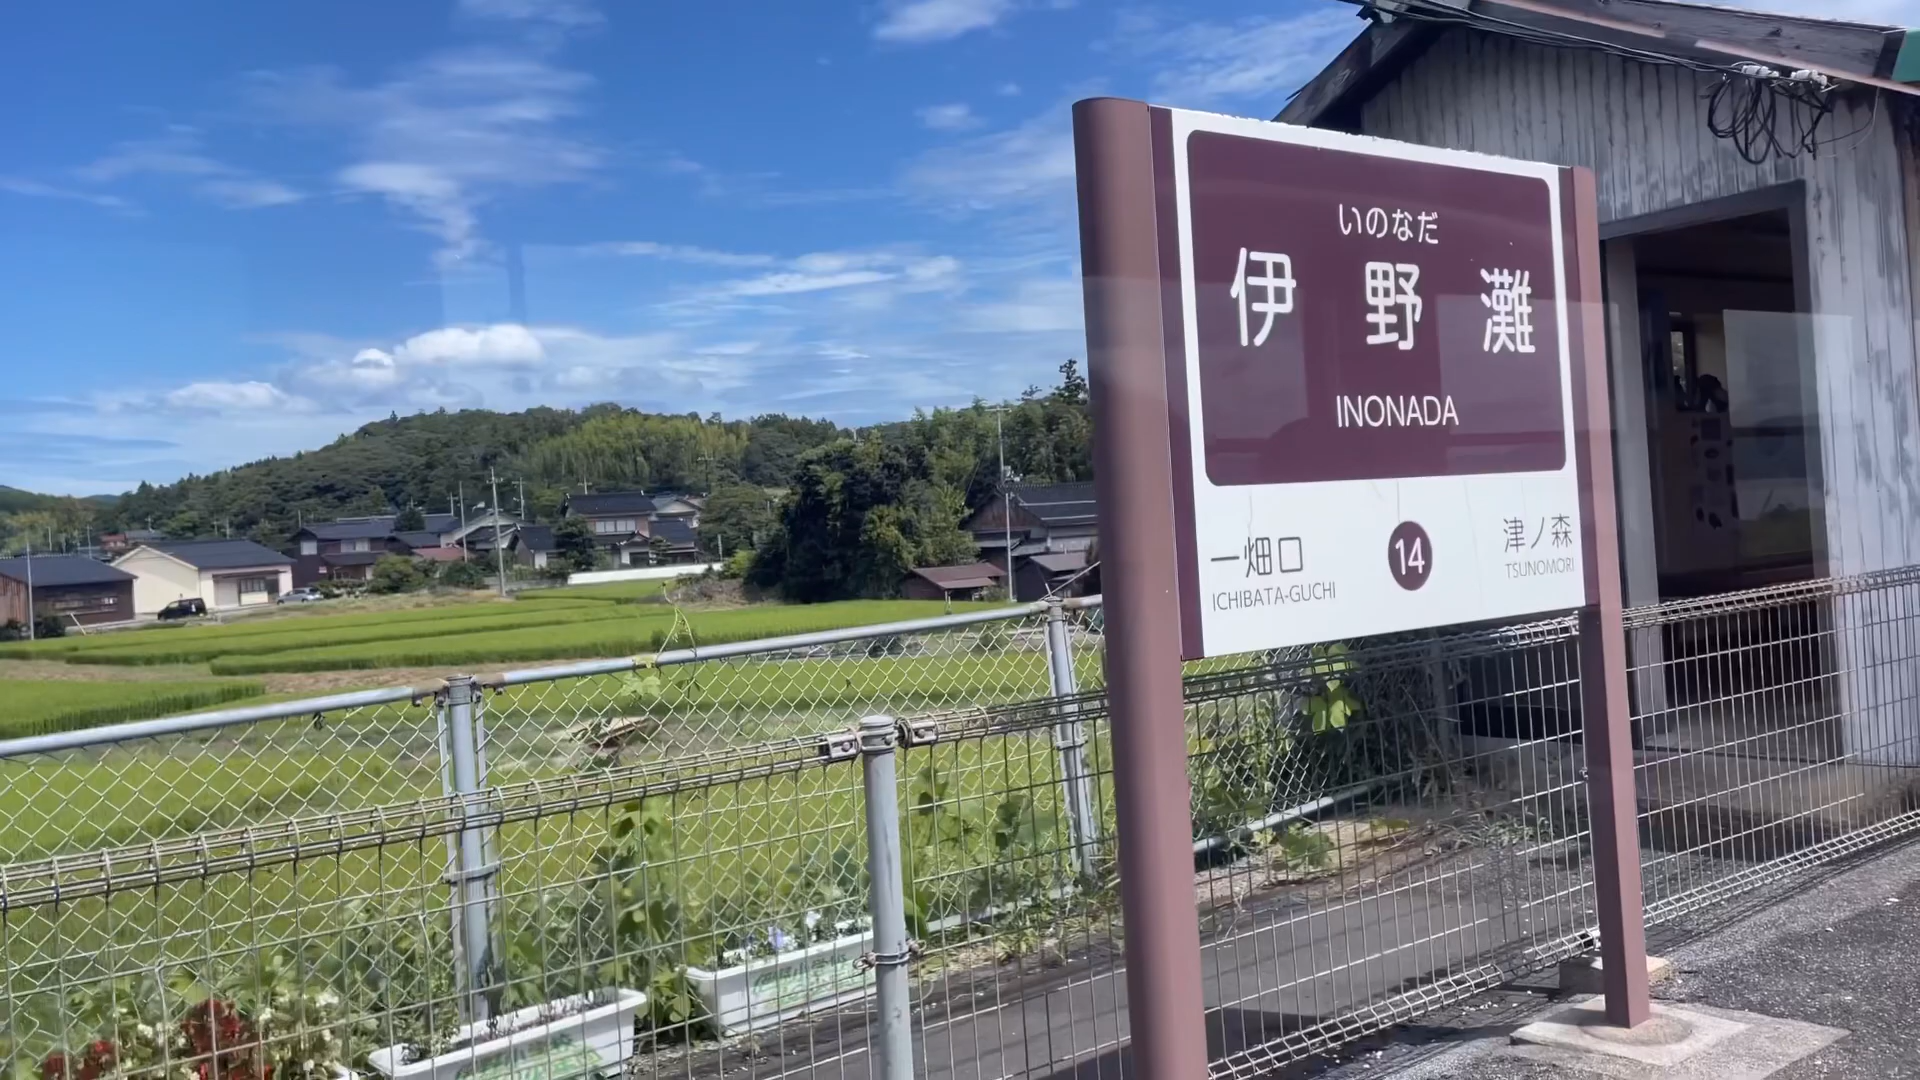 いのなだ
伊野灘
INONADA
一畑口
ICHIBATA-GUCHI
14
津ノ森
TSUNOMORI